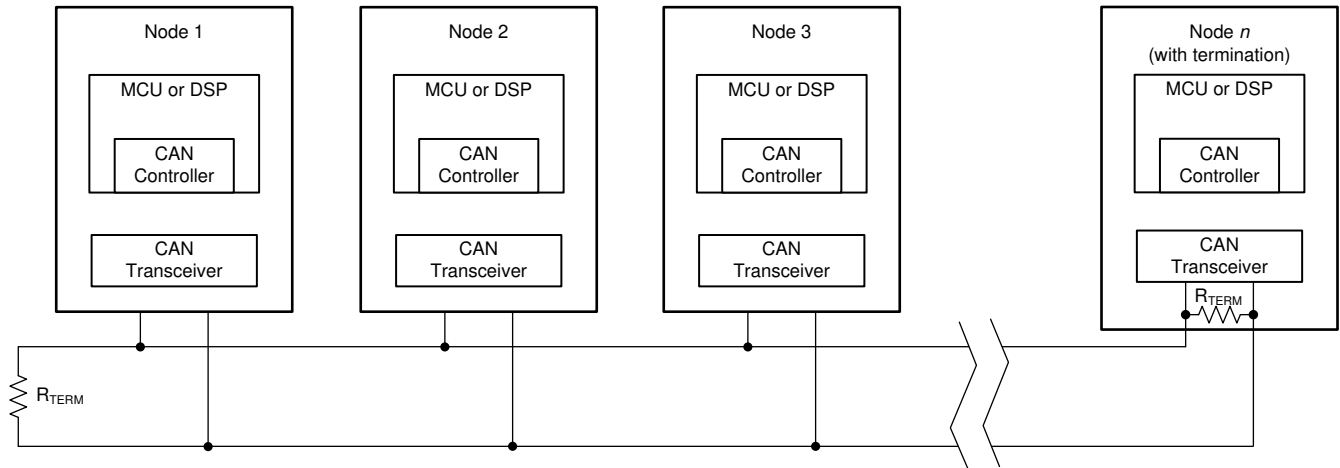 Node 1
MCU or DSP
CAN
Controller
CAN
Transceiver
Node 2
MCU or DSP
CAN
Controller
CAN
Transceiver
Node 3
MCU or DSP
CAN
Controller
CAN
Transceiver
Node n
(with termination)
MCU or DSP
CAN
Controller
CAN
Transceiver
RTERM
RTERM